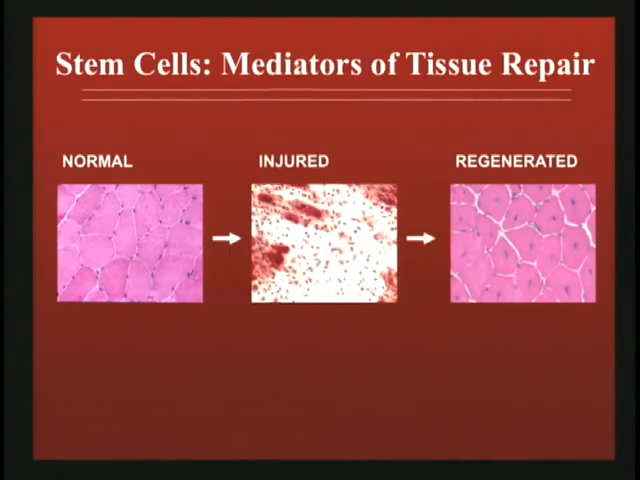 Stem Cells: Mediators of Tissue Repair
NORMAL
INJURED
REGENERATED